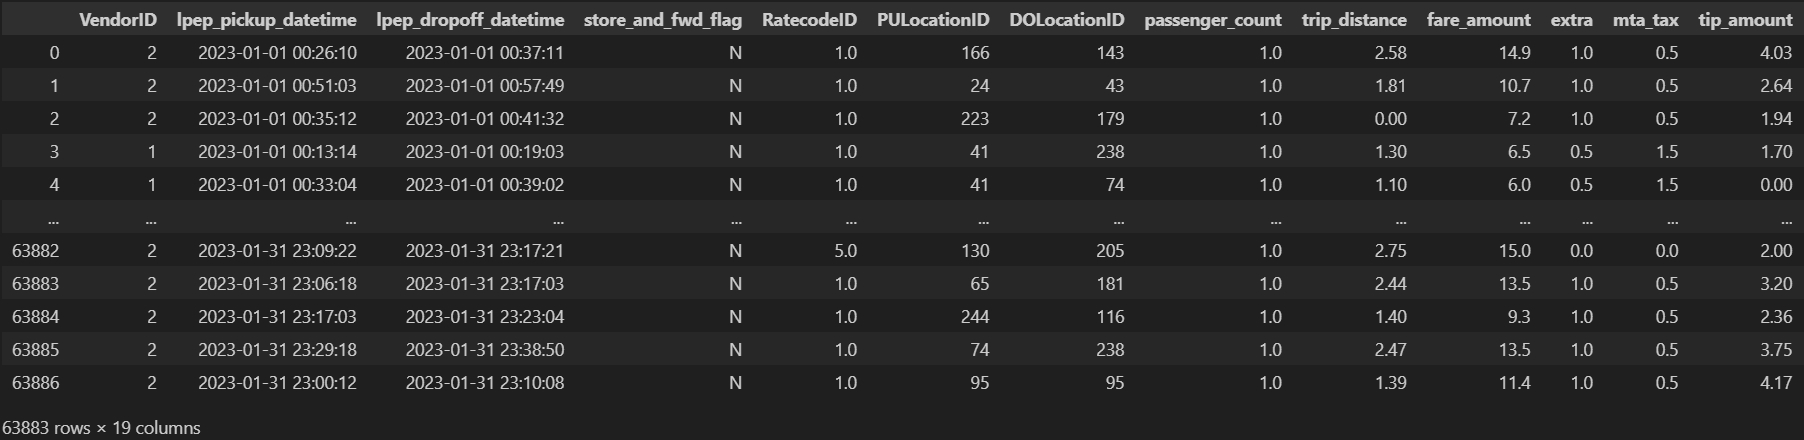 VendorID lpep_pickup_datetime lpep_dropoff_datetime store_and_fwd_flag RatecodeID PULocationID DOLocationID passenger_count trip_distance fare_amount extra mta_tax tip_amount
0 2 2023-01-01 00:26:10 2023-01-01 00:37:11 N 1.0 166 143 1.0 2.58 14.9 1.0 0.5 4.03
1 2 2023-01-01 00:51:03 2023-01-01 00:57:49 N 1.0 24 43 1.0 1.81 10.7 1.0 0.5 2.64
2 2 2023-01-01 00:35:12 2023-01-01 00:41:32 N 1.0 223 179 1.0 0.00 7.2 1.0 0.5 1.94
3 1 2023-01-01 00:13:14 2023-01-01 00:19:03 N 1.0 41 238 1.0 1.30 6.5 0.5 1.5 1.70
4 1 2023-01-01 00:33:04 2023-01-01 00:39:02 N 1.0 41 74 1.0 1.10 6.0 0.5 1.5 0.00
... ... ... ... ... ... ... ... ... ... ... ... ... ...
63882 2 2023-01-31 23:09:22 2023-01-31 23:17:21 N 5.0 130 205 1.0 2.75 15.0 0.0 0.0 2.00
63883 2 2023-01-31 23:06:18 2023-01-31 23:17:03 N 1.0 65 181 1.0 2.44 13.5 1.0 0.5 3.20
63884 2 2023-01-31 23:17:03 2023-01-31 23:23:04 N 1.0 244 116 1.0 1.40 9.3 1.0 0.5 2.36
63885 2 2023-01-31 23:29:18 2023-01-31 23:38:50 N 1.0 74 238 1.0 2.47 13.5 1.0 0.5 3.75
63886 2 2023-01-31 23:00:12 2023-01-31 23:10:08 N 1.0 95 95 1.0 1.39 11.4 1.0 0.5 4.17
63883 rows × 19 columns